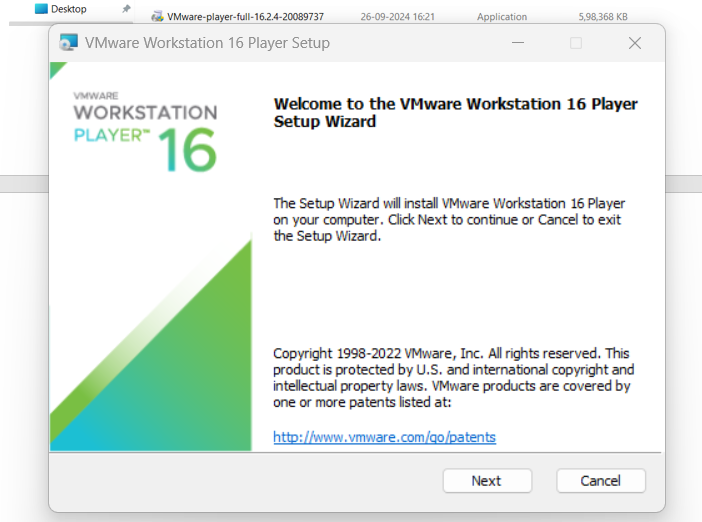 Desktop
VMware-player-full-16.2.4-20089737 26-09-2024 16:21 Application 5,98,368 KB
VMware Workstation 16 Player Setup
VMWARE
WORKSTATION
PLAYER™ 16
Welcome to the VMware Workstation 16 Player
Setup Wizard
The Setup Wizard will install VMware Workstation 16 Player
on your computer. Click Next to continue or Cancel to exit
the Setup Wizard.
Copyright 1998-2022 VMware, Inc. All rights reserved. This
product is protected by U.S. and international copyright and
intellectual property laws. VMware products are covered by
one or more patents listed at:
http://www.vmware.com/go/patents
Next Cancel